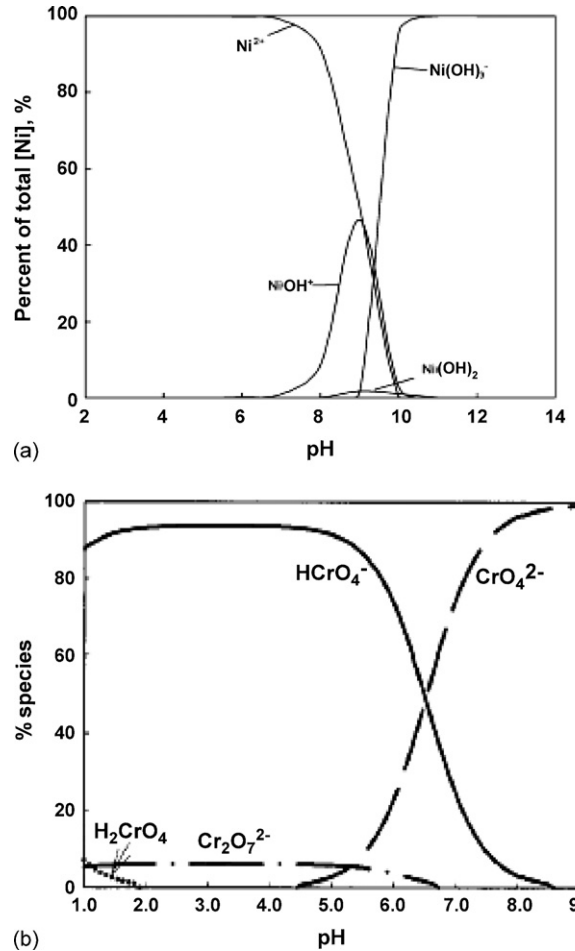 100
80
60
40
20
0
Percent of total [Ni], %
Ni²⁺
Ni(OH)₃⁻
NiOH⁺
Ni(OH)₂
2 4 6 8 10 12 14
pH
(a)
100
80
60
40
20
0
% species
HCrO₄⁻
CrO₄²⁻
H₂CrO₄
Cr₂O₇²⁻
1.0 2.0 3.0 4.0 5.0 6.0 7.0 8.0 9
pH
(b)